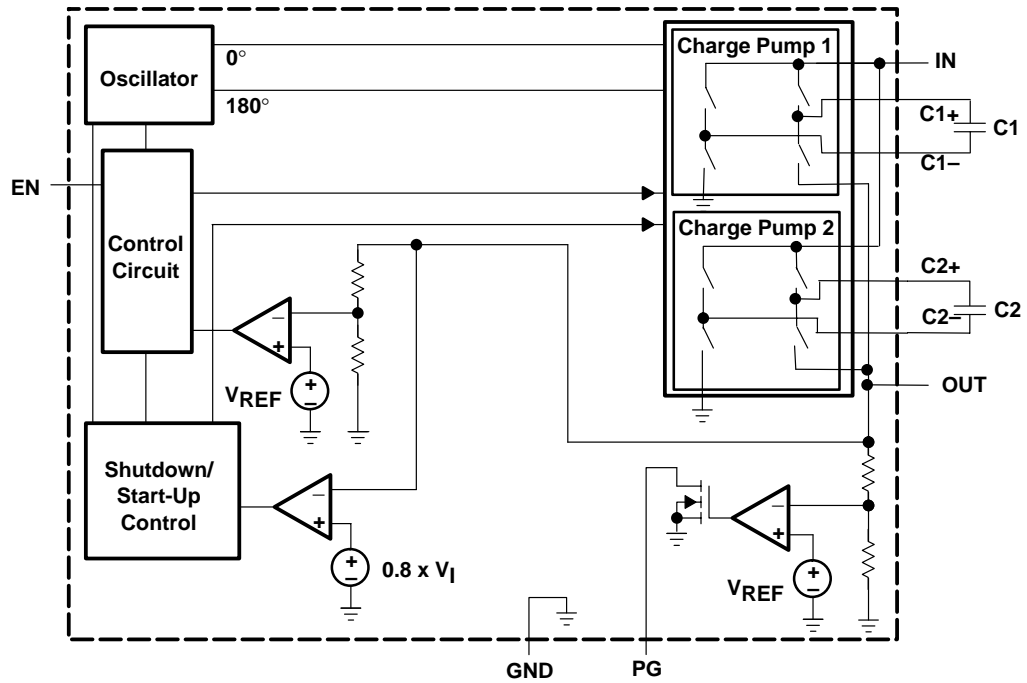 Oscillator
0°
180°
Charge Pump 1
IN
C1+
C1
C1–
EN
Control
Circuit
Charge Pump 2
C2+
C2
C2–
–
+
+
–
VREF
OUT
Shutdown/
Start-Up
Control
–
+
+
–
0.8 x VI
–
+
+
–
VREF
GND
PG